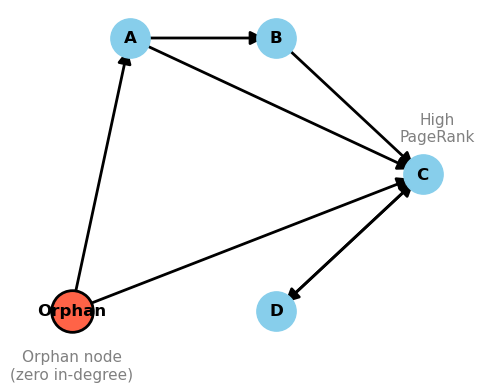 A
B
High
PageRank
C
Orphan
D
Orphan node
(zero in-degree)